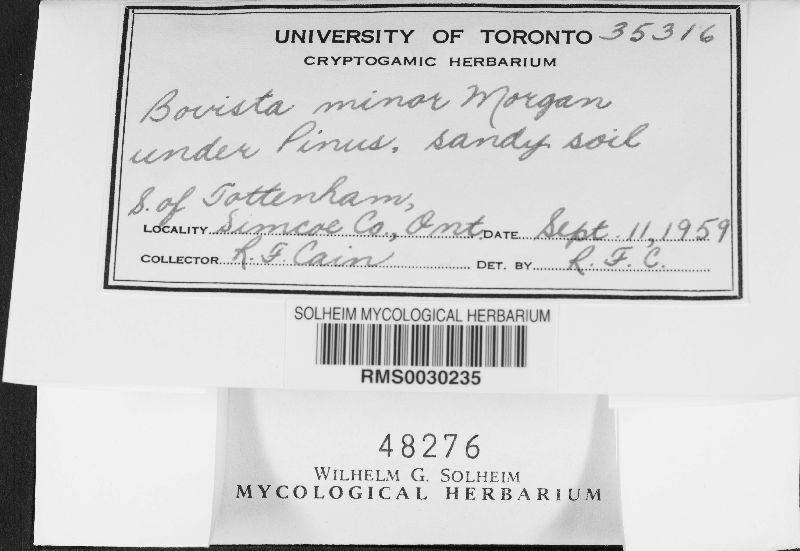 UNIVERSITY OF TORONTO 35316
CRYPTOGAMIC HERBARIUM
Bovista minor Morgan
under Pinus, sandy soil
S. of Tottenham,
LOCALITY Simcoe Co., Ont. DATE Sept. 11, 1959
COLLECTOR R. F. Cain DET. BY R. F. C.
SOLHEIM MYCOLOGICAL HERBARIUM
RMS0030235
48276
WILHELM G. SOLHEIM
MYCOLOGICAL HERBARIUM